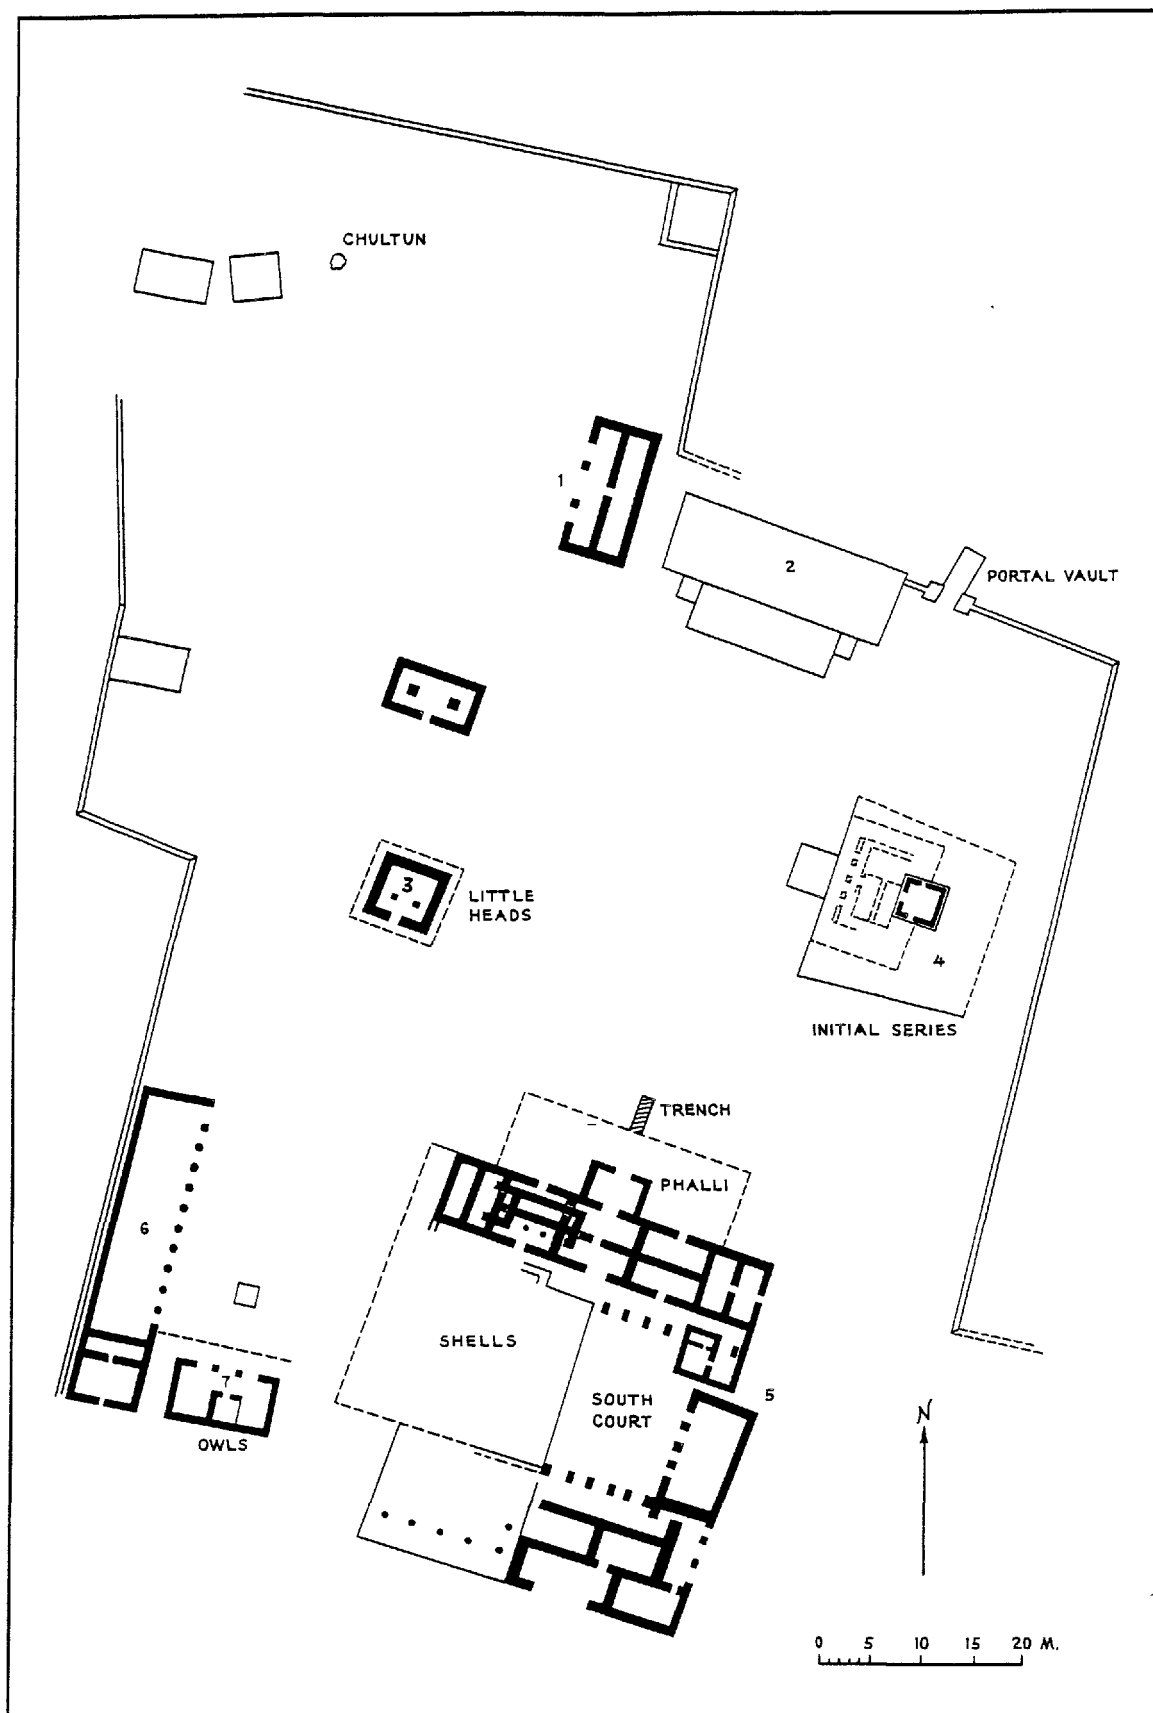 CHULTUN
1
2
PORTAL VAULT
3
LITTLE
HEADS
4
INITIAL SERIES
TRENCH
PHALLI
6
SHELLS
7
5
SOUTH
COURT
OWLS
N
0 5 10 15 20 M.